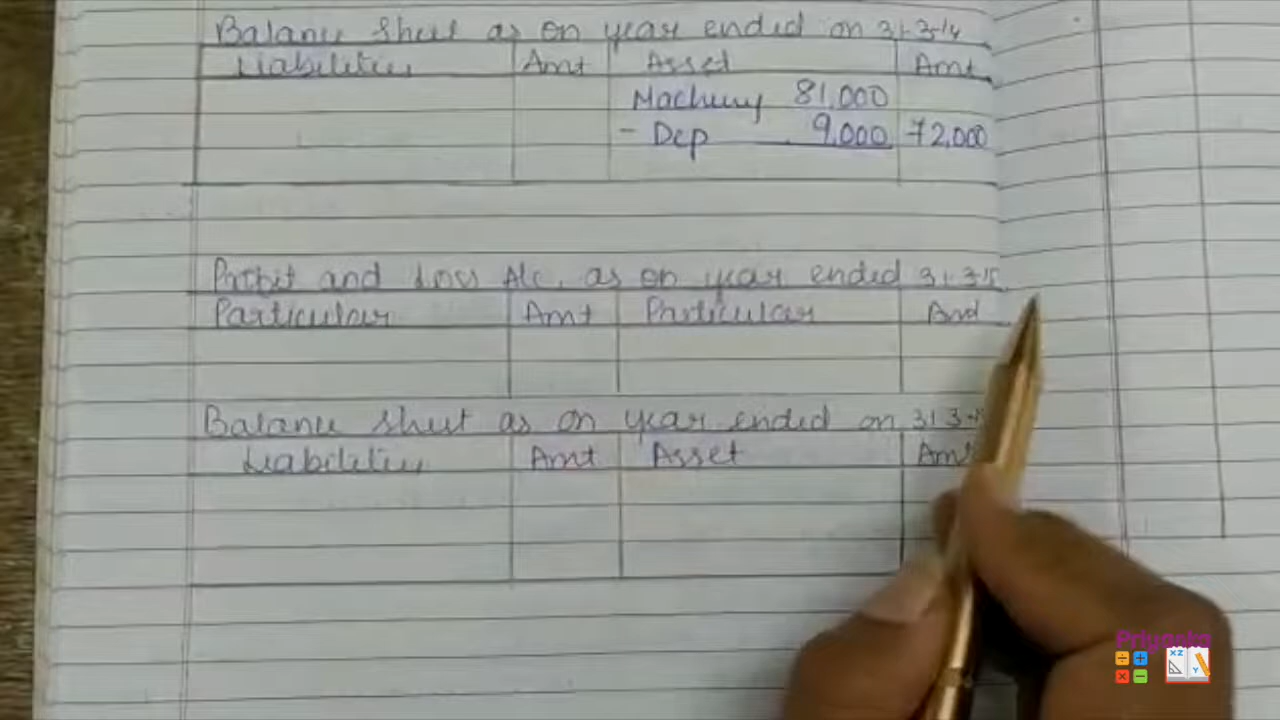 Balance Sheet as on year ended on 31.3.14
Liabilities Amt Asset Amt
Machinery 81,000
- Dep 9,000 72,000
Profit and Loss A/c. as on year ended 31.3.15
Particular Amt Particular Amt
Balance Sheet as on year ended on 31.3
Liabilities Amt Asset Amt
Priyanka